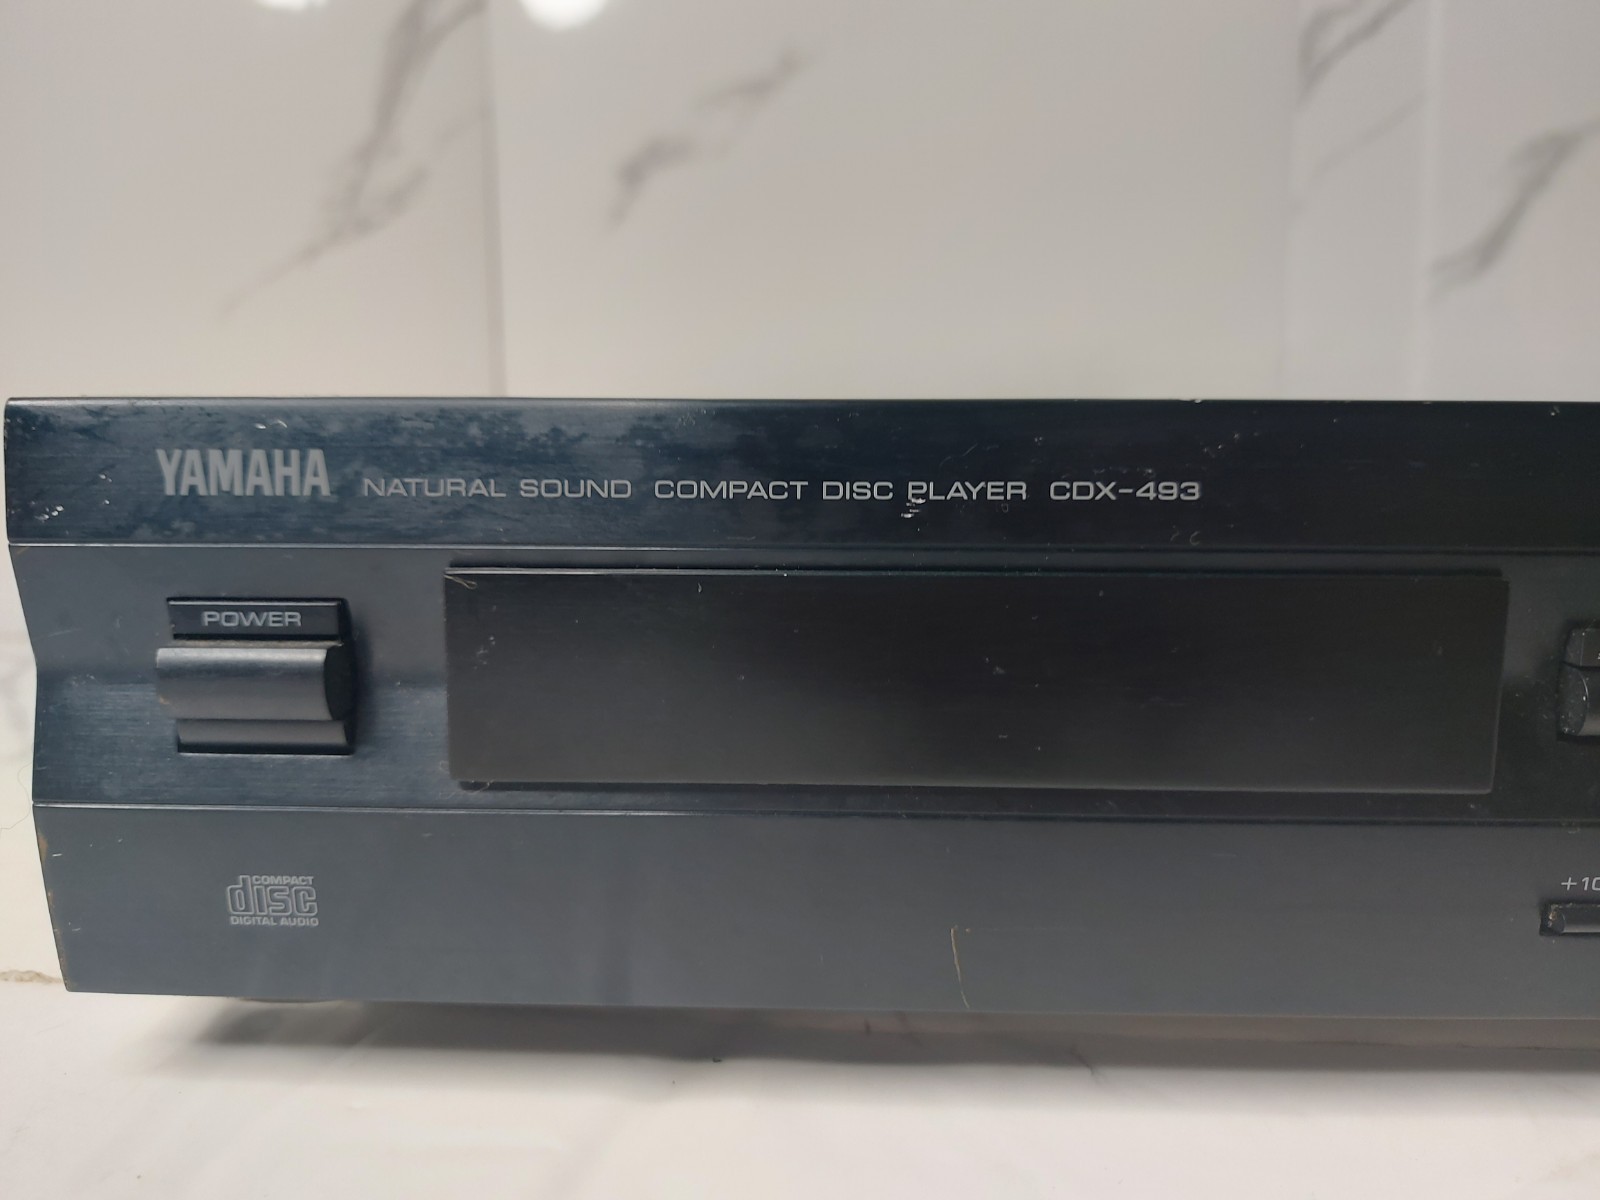 YAMAHA NATURAL SOUND COMPACT DISC PLAYER CDX-493
POWER
COMPACT
disc
DIGITAL AUDIO
+10